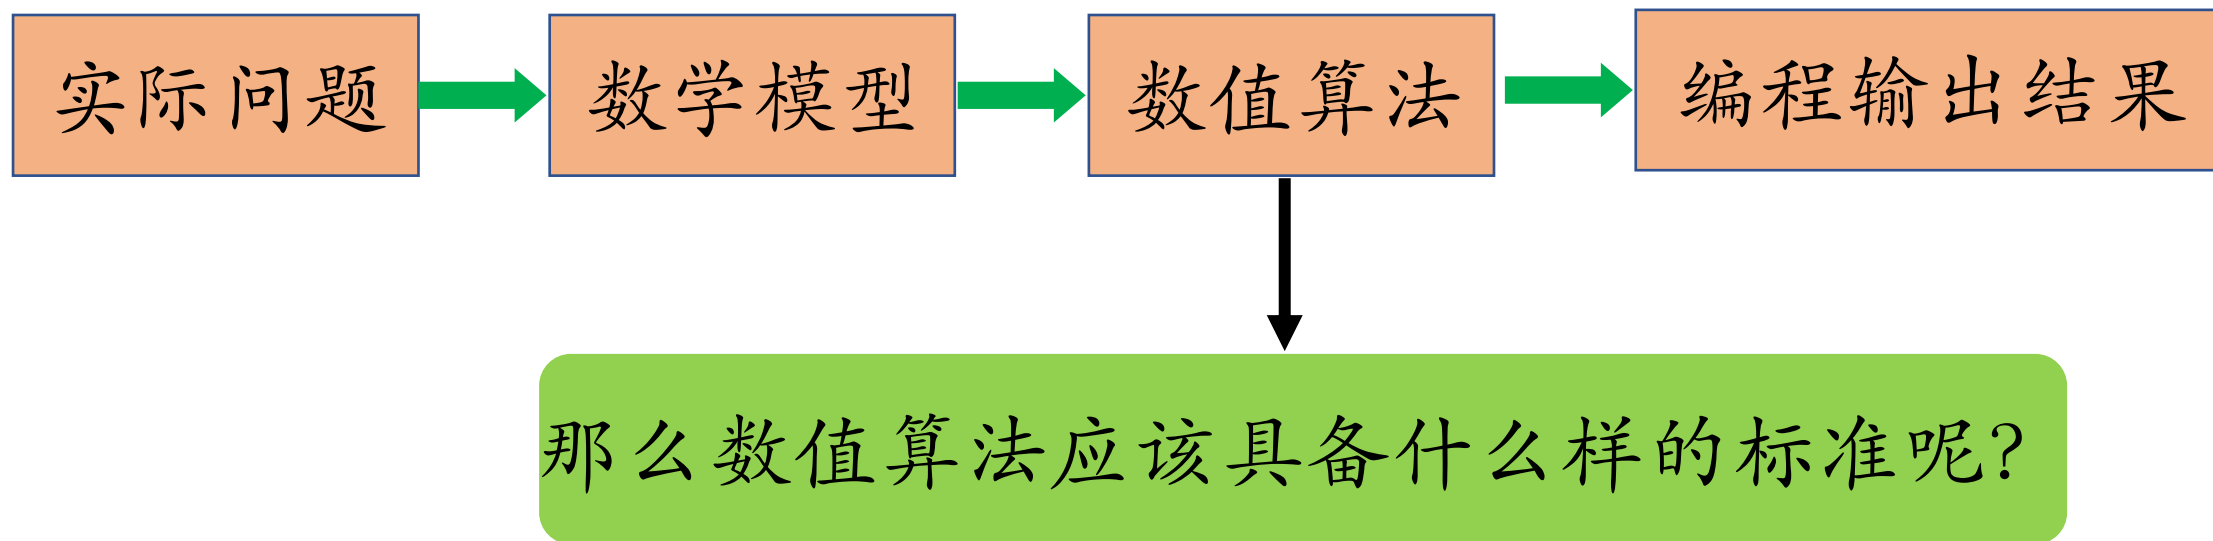 实际问题
数学模型
数值算法
编程输出结果
那么数值算法应该具备什么样的标准呢?